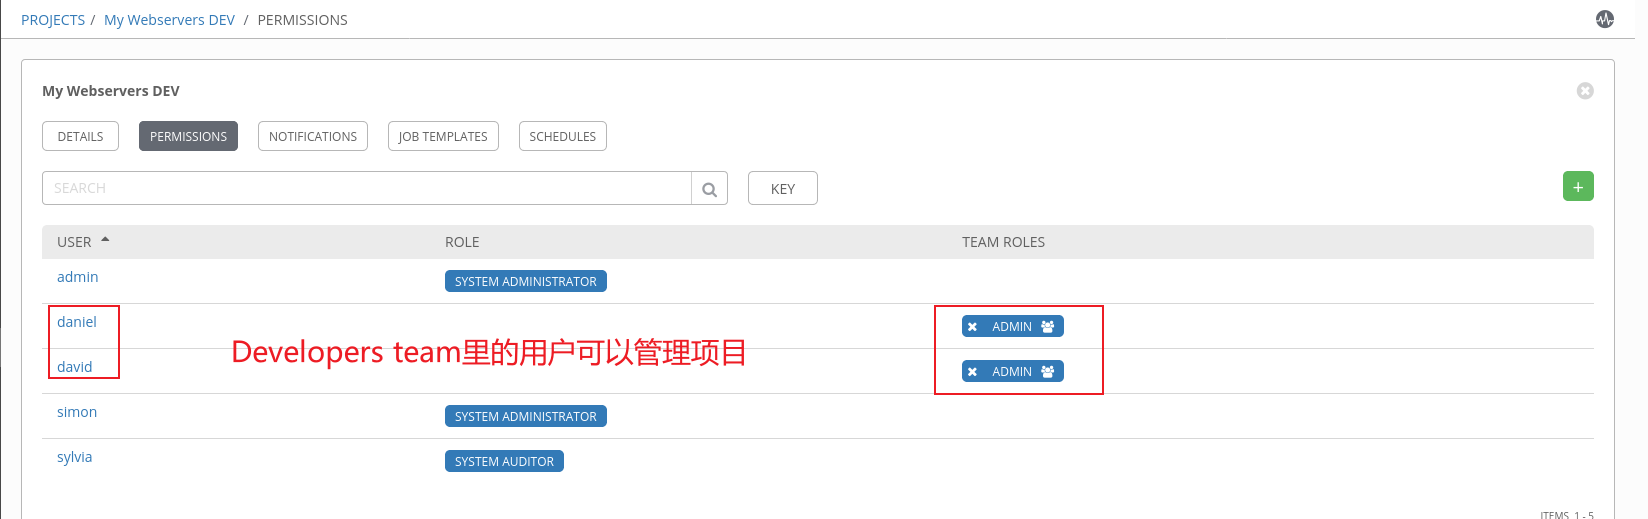 PROJECTS / My Webservers DEV / PERMISSIONS
My Webservers DEV
DETAILS PERMISSIONS NOTIFICATIONS JOB TEMPLATES SCHEDULES
SEARCH KEY +
USER ROLE TEAM ROLES
admin SYSTEM ADMINISTRATOR
daniel ADMIN
Developers team里的用户可以管理项目
david ADMIN
simon SYSTEM ADMINISTRATOR
sylvia SYSTEM AUDITOR
ITEMS 1 - 5